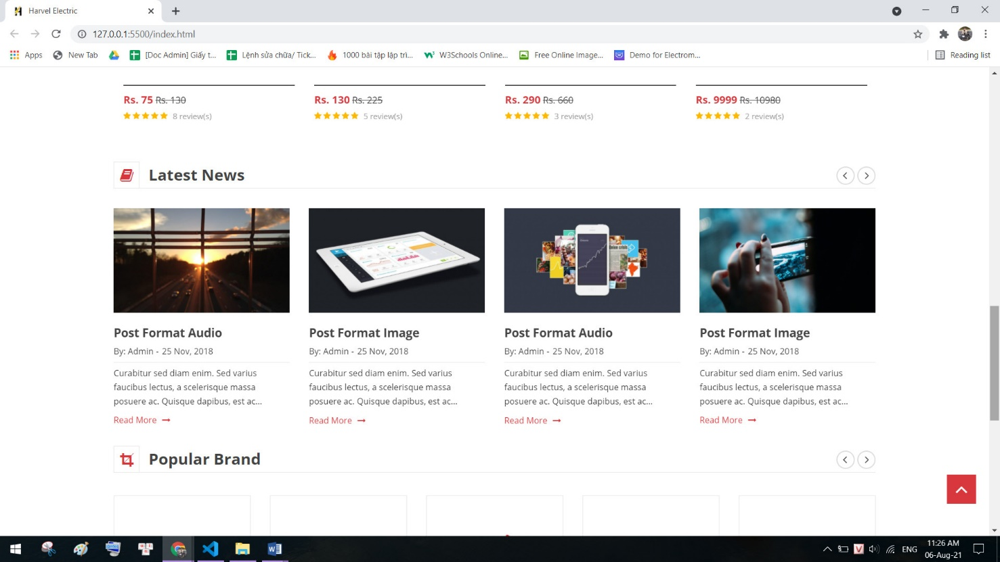 Harvel Electric
127.0.0.1:5500/index.html
Apps
New Tab
[Doc Admin] Giấy t...
Lệnh sửa chữa/ Tick...
1000 bài tập lập trì...
W3Schools Online...
Free Online Image...
Demo for Electrom...
Reading list
Rs. 75 Rs. 130
8 review(s)
Rs. 130 Rs. 225
5 review(s)
Rs. 290 Rs. 660
3 review(s)
Rs. 9999 Rs. 10980
2 review(s)
Latest News
Post Format Audio
By: Admin - 25 Nov, 2018
Curabitur sed diam enim. Sed varius
faucibus lectus, a scelerisque massa
posuere ac. Quisque dapibus, est ac...
Read More
Post Format Image
By: Admin - 25 Nov, 2018
Curabitur sed diam enim. Sed varius
faucibus lectus, a scelerisque massa
posuere ac. Quisque dapibus, est ac...
Read More
Post Format Audio
By: Admin - 25 Nov, 2018
Curabitur sed diam enim. Sed varius
faucibus lectus, a scelerisque massa
posuere ac. Quisque dapibus, est ac...
Read More
Post Format Image
By: Admin - 25 Nov, 2018
Curabitur sed diam enim. Sed varius
faucibus lectus, a scelerisque massa
posuere ac. Quisque dapibus, est ac...
Read More
Popular Brand
ENG
11:26 AM
06-Aug-21